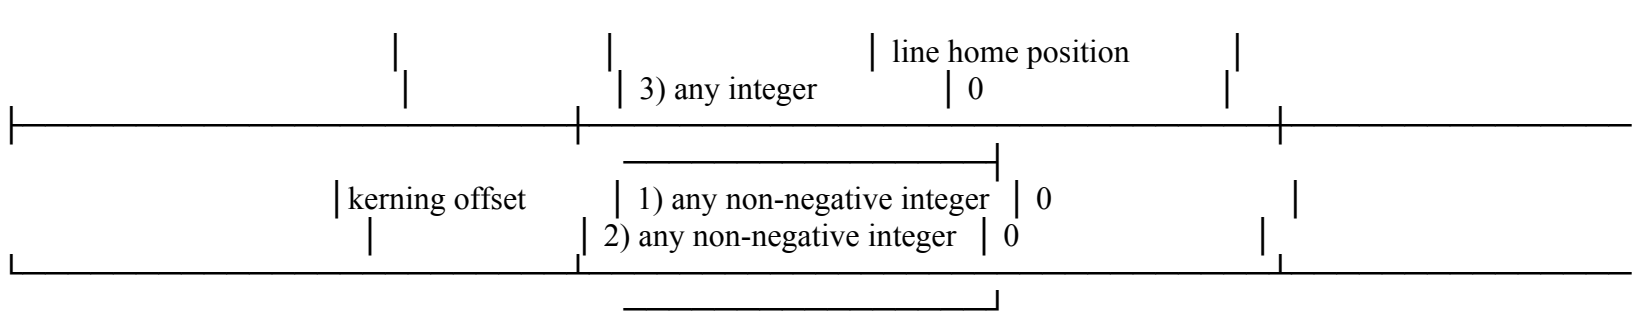 line home position
3) any integer 0
kerning offset 1) any non-negative integer 0
2) any non-negative integer 0